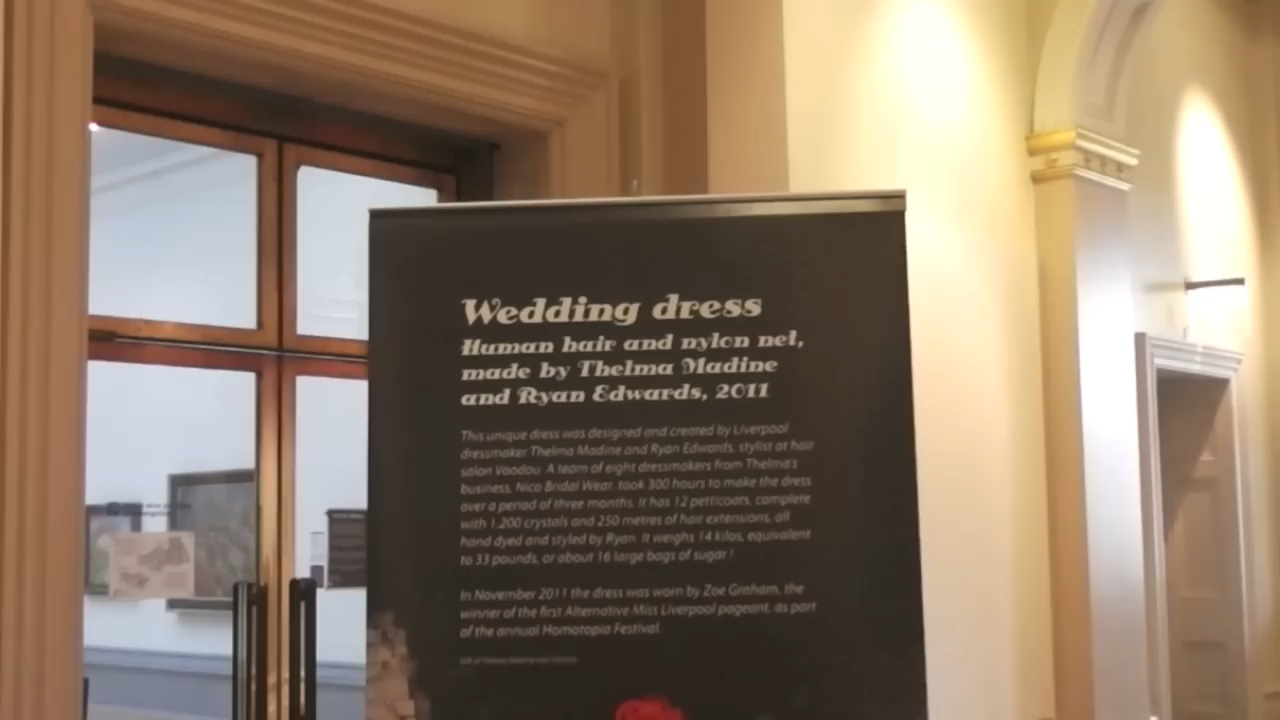 Wedding dress
Human hair and nylon net,
made by Thelma Madine
and Ryan Edwards, 2011
This unique dress was designed and created by Liverpool
dressmaker Thelma Madine and Ryan Edwards, stylist at hair
salon Voodou. A team of eight dressmakers from Thelma's
business, Nico Bridal Wear, took 300 hours to make the dress
over a period of three months. It has 12 petticoats, complete
with 1,200 crystals and 250 metres of hair extensions, all
hand dyed and styled by Ryan. It weighs 14 kilos, equivalent
to 33 pounds, or about 16 large bags of sugar!
In November 2011 the dress was worn by Zoe Graham, the
winner of the first Alternative Miss Liverpool pageant, as part
of the annual Homotopia Festival.